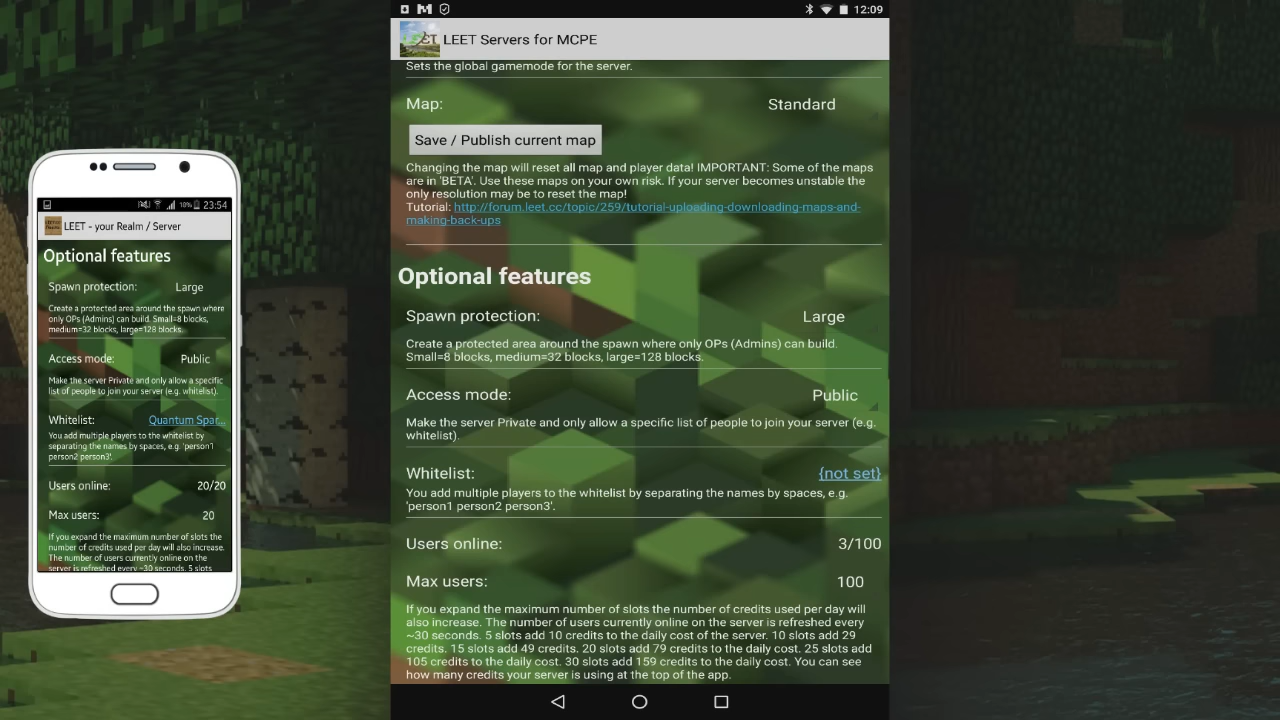 23:54
LEET - your Realm / Server
Optional features
Spawn protection: Large
Create a protected area around the spawn where
only OPs (Admins) can build. Small=8 blocks,
medium=32 blocks, large=128 blocks.
Access mode: Public
Make the server Private and only allow a specific
list of people to join your server (e.g. whitelist).
Whitelist: Quantum Spar...
You add multiple players to the whitelist by
separating the names by spaces, e.g. 'person1
person2 person3'.
Users online: 20/20
Max users: 20
If you expand the maximum number of slots the
number of credits used per day will also increase.
The number of users currently online on the
server is refreshed every ~30 seconds. 5 slots
12:09
LEET Servers for MCPE
Sets the global gamemode for the server.
Map: Standard
Save / Publish current map
Changing the map will reset all map and player data! IMPORTANT: Some of the maps
are in 'BETA'. Use these maps on your own risk. If your server becomes unstable the
only resolution may be to reset the map!
Tutorial: http://forum.leet.cc/topic/259/tutorial-uploading-downloading-maps-and-
making-back-ups
Optional features
Spawn protection: Large
Create a protected area around the spawn where only OPs (Admins) can build.
Small=8 blocks, medium=32 blocks, large=128 blocks.
Access mode: Public
Make the server Private and only allow a specific list of people to join your server (e.g.
whitelist).
Whitelist: {not set}
You add multiple players to the whitelist by separating the names by spaces, e.g.
'person1 person2 person3'.
Users online: 3/100
Max users: 100
If you expand the maximum number of slots the number of credits used per day will
also increase. The number of users currently online on the server is refreshed every
~30 seconds. 5 slots add 10 credits to the daily cost of the server. 10 slots add 29
credits. 15 slots add 49 credits. 20 slots add 79 credits to the daily cost. 25 slots add
105 credits to the daily cost. 30 slots add 159 credits to the daily cost. You can see
how many credits your server is using at the top of the app.